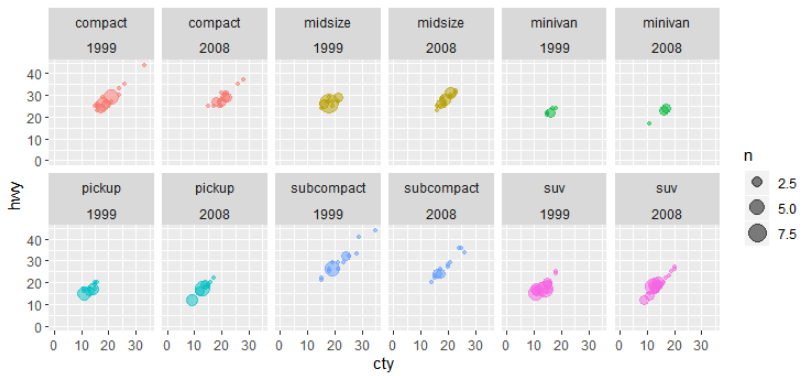 compact compact midsize midsize minivan minivan
1999 2008 1999 2008 1999 2008
40
30
20
10
0
pickup pickup subcompact subcompact suv suv
1999 2008 1999 2008 1999 2008
40
30
20
10
0
0 10 20 30 0 10 20 30 0 10 20 30 0 10 20 30 0 10 20 30 0 10 20 30
cty
hwy
n
2.5
5.0
7.5